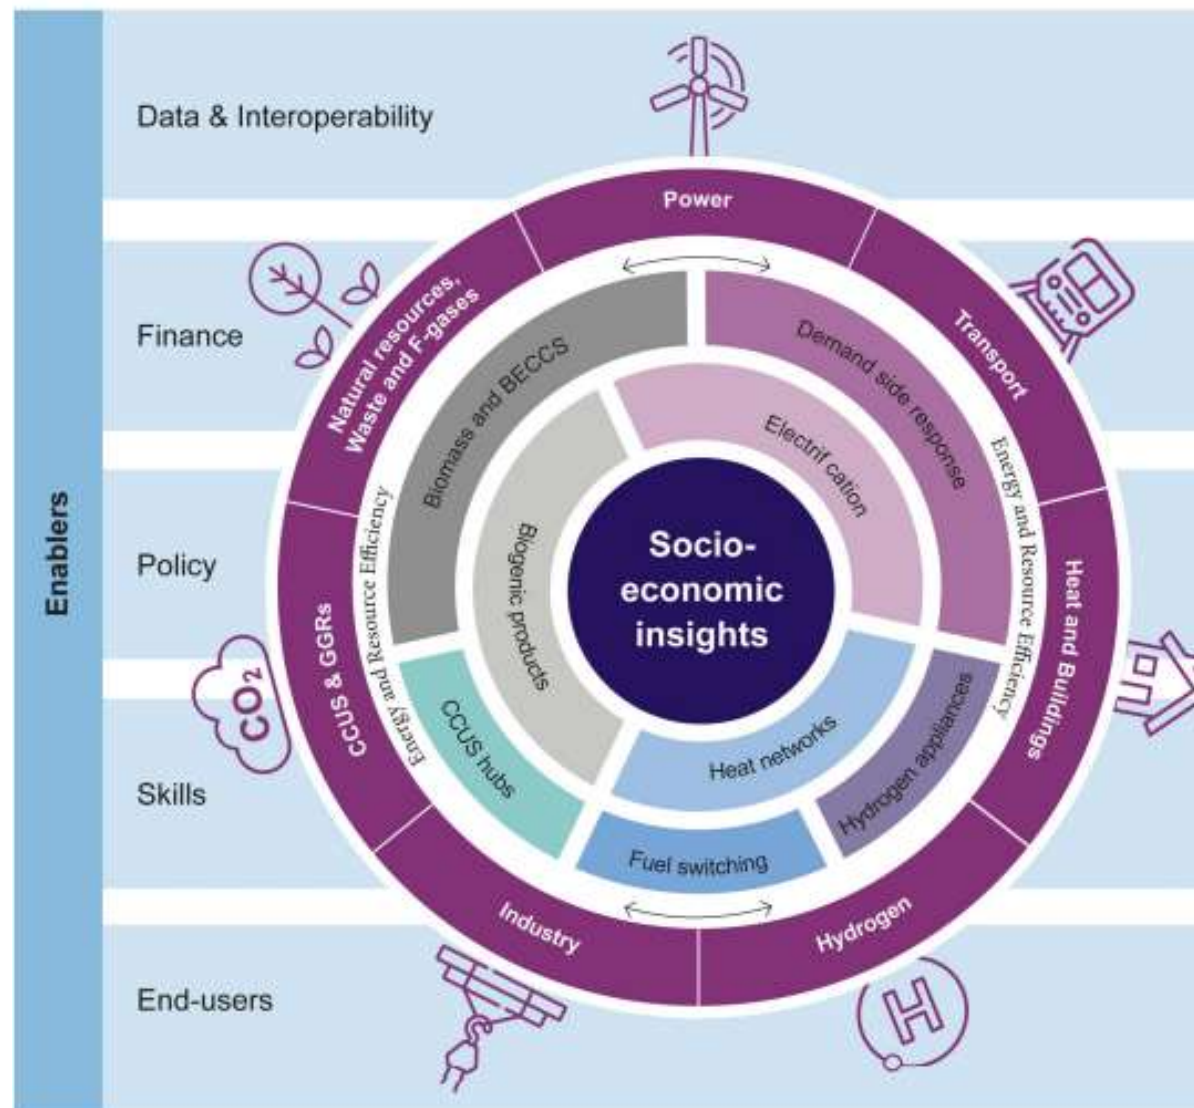 Enablers
Data & Interoperability
Finance
Policy
Skills
End-users
Power
Transport
Heat and Buildings
Hydrogen
Industry
CCUS & GGRs
Natural resources,
Waste and F-gases
Energy and Resource Efficiency
Energy and Resource Efficiency
Demand side response
Hydrogen appliances
Fuel switching
CCUS hubs
Biomass and BECCS
Electrif cation
Heat networks
Biogenic products
Socio-
economic
insights
CO₂
H